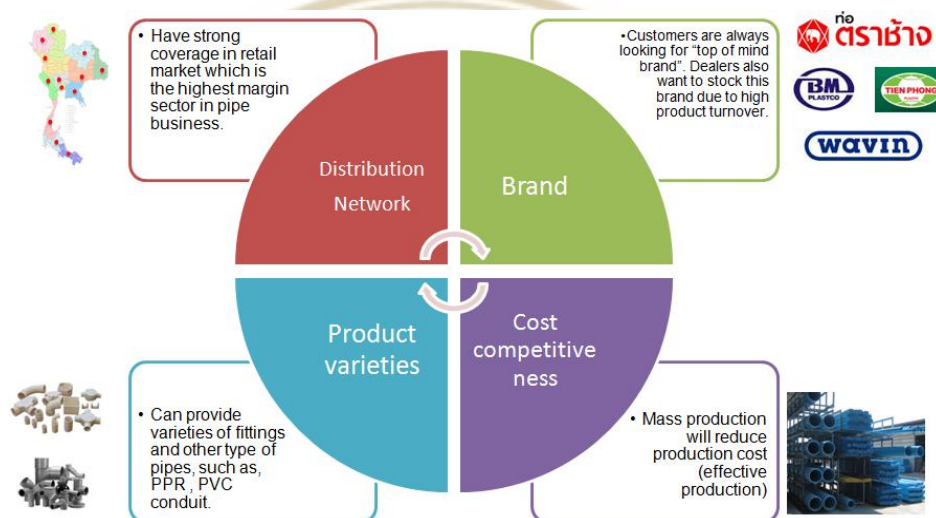 • Have strong
coverage in retail
market which is
the highest margin
sector in pipe
business.
Distribution
Network
•Customers are always
looking for “top of mind
brand”. Dealers also
want to stock this
brand due to high
product turnover.
Brand
ท่อ
ตราช้าง
BM
PLASTCO
TIEN PHONG
wavin
Product
varieties
• Can provide
varieties of fittings
and other type of
pipes, such as,
PPR , PVC
conduit.
Cost
competitive
ness
• Mass production
will reduce
production cost
(effective
production)